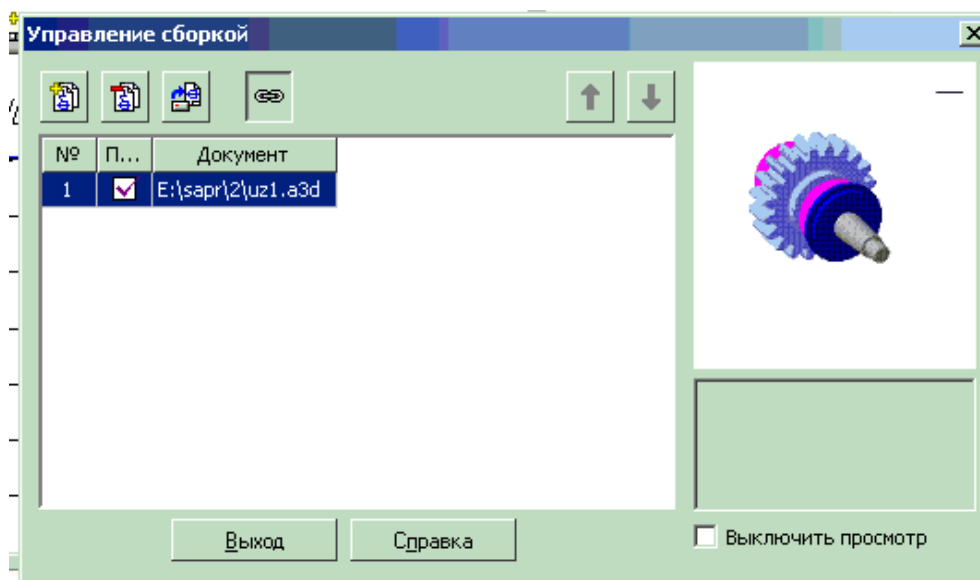 Управление сборкой
№ П... Документ
1 E:\sapr\2\uz1.a3d
Выход Справка
Выключить просмотр